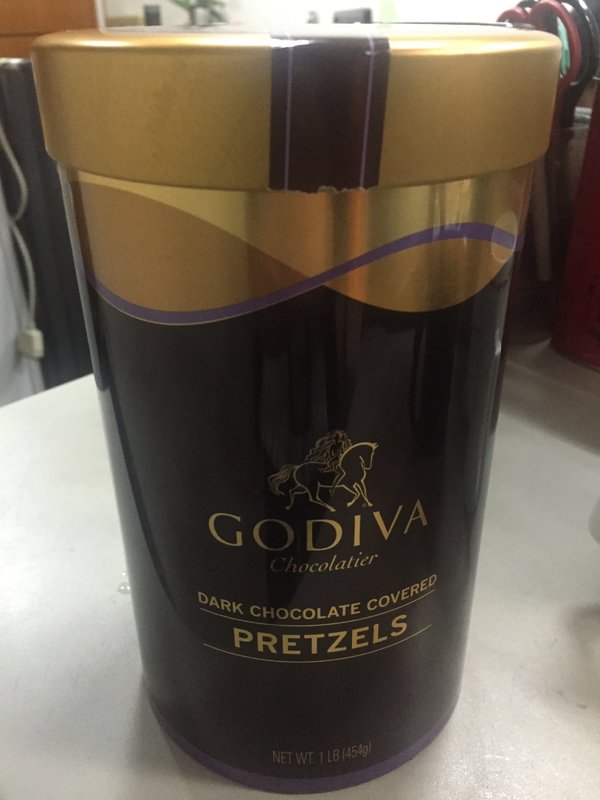 GODIVA
Chocolatier
DARK CHOCOLATE COVERED
PRETZELS
NET WT. 1 LB (454g)